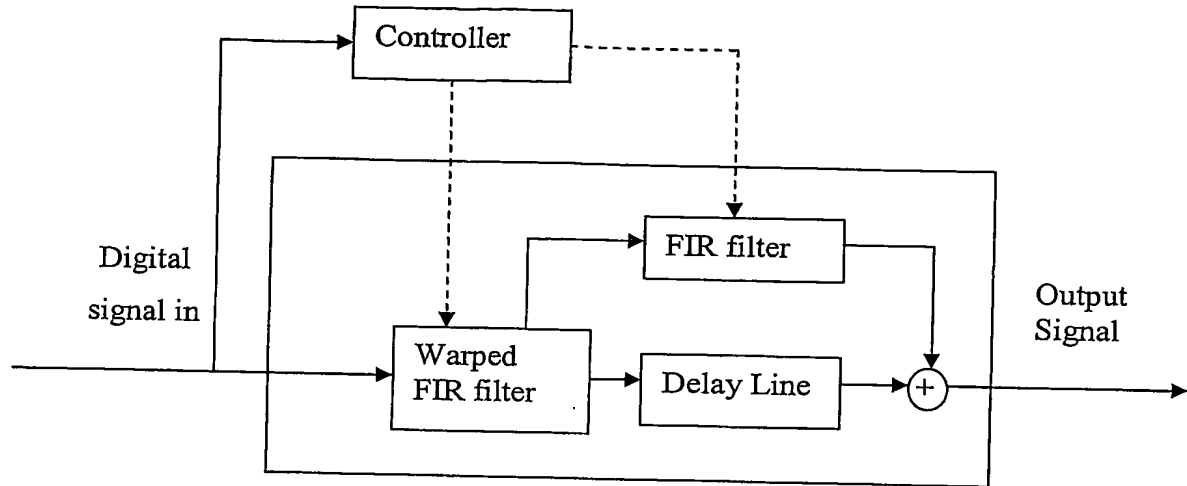 Controller
FIR filter
Digital
signal in
Output
Signal
Warped
FIR filter
Delay Line
+